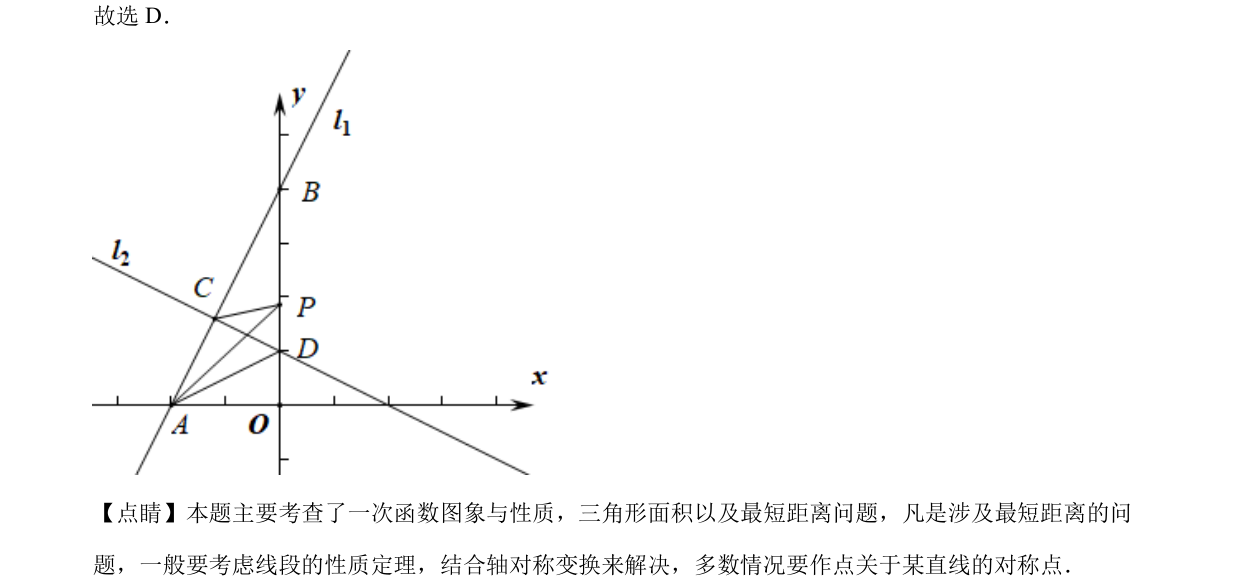 故选 D．
y
l1
B
l2
C
P
D
x
A
O
【点睛】本题主要考查了一次函数图象与性质，三角形面积以及最短距离问题，凡是涉及最短距离的问
题，一般要考虑线段的性质定理，结合轴对称变换来解决，多数情况要作点关于某直线的对称点．